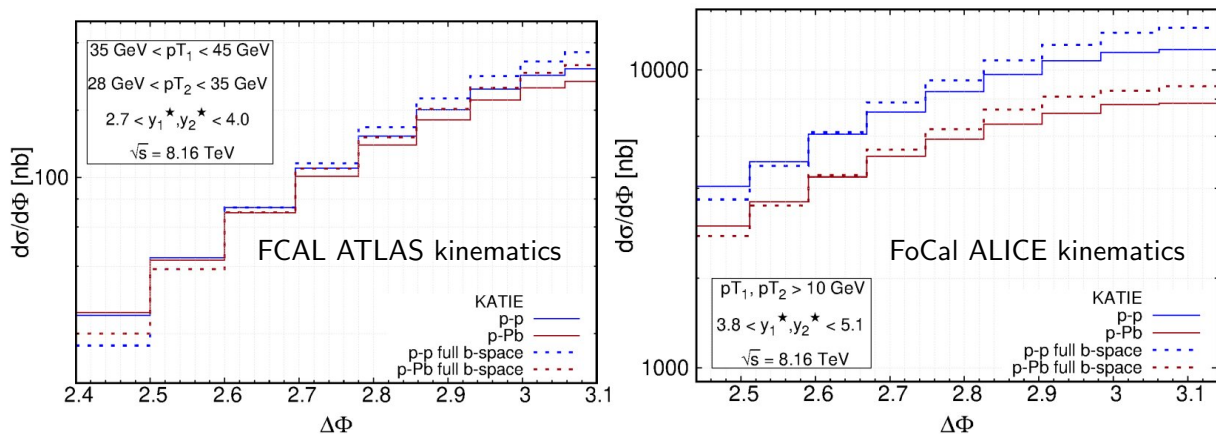 35 GeV < pT1 < 45 GeV
28 GeV < pT2 < 35 GeV
2.7 < y1★,y2★ < 4.0
√s = 8.16 TeV
dσ/dΦ [nb]
100
FCAL ATLAS kinematics
KATIE
p-p
p-Pb
p-p full b-space
p-Pb full b-space
2.4 2.5 2.6 2.7 2.8 2.9 3 3.1
ΔΦ
10000
dσ/dΦ [nb]
FoCal ALICE kinematics
pT1, pT2 > 10 GeV
3.8 < y1★,y2★ < 5.1
√s = 8.16 TeV
KATIE
p-p
p-Pb
p-p full b-space
p-Pb full b-space
1000
2.5 2.6 2.7 2.8 2.9 3 3.1
ΔΦ